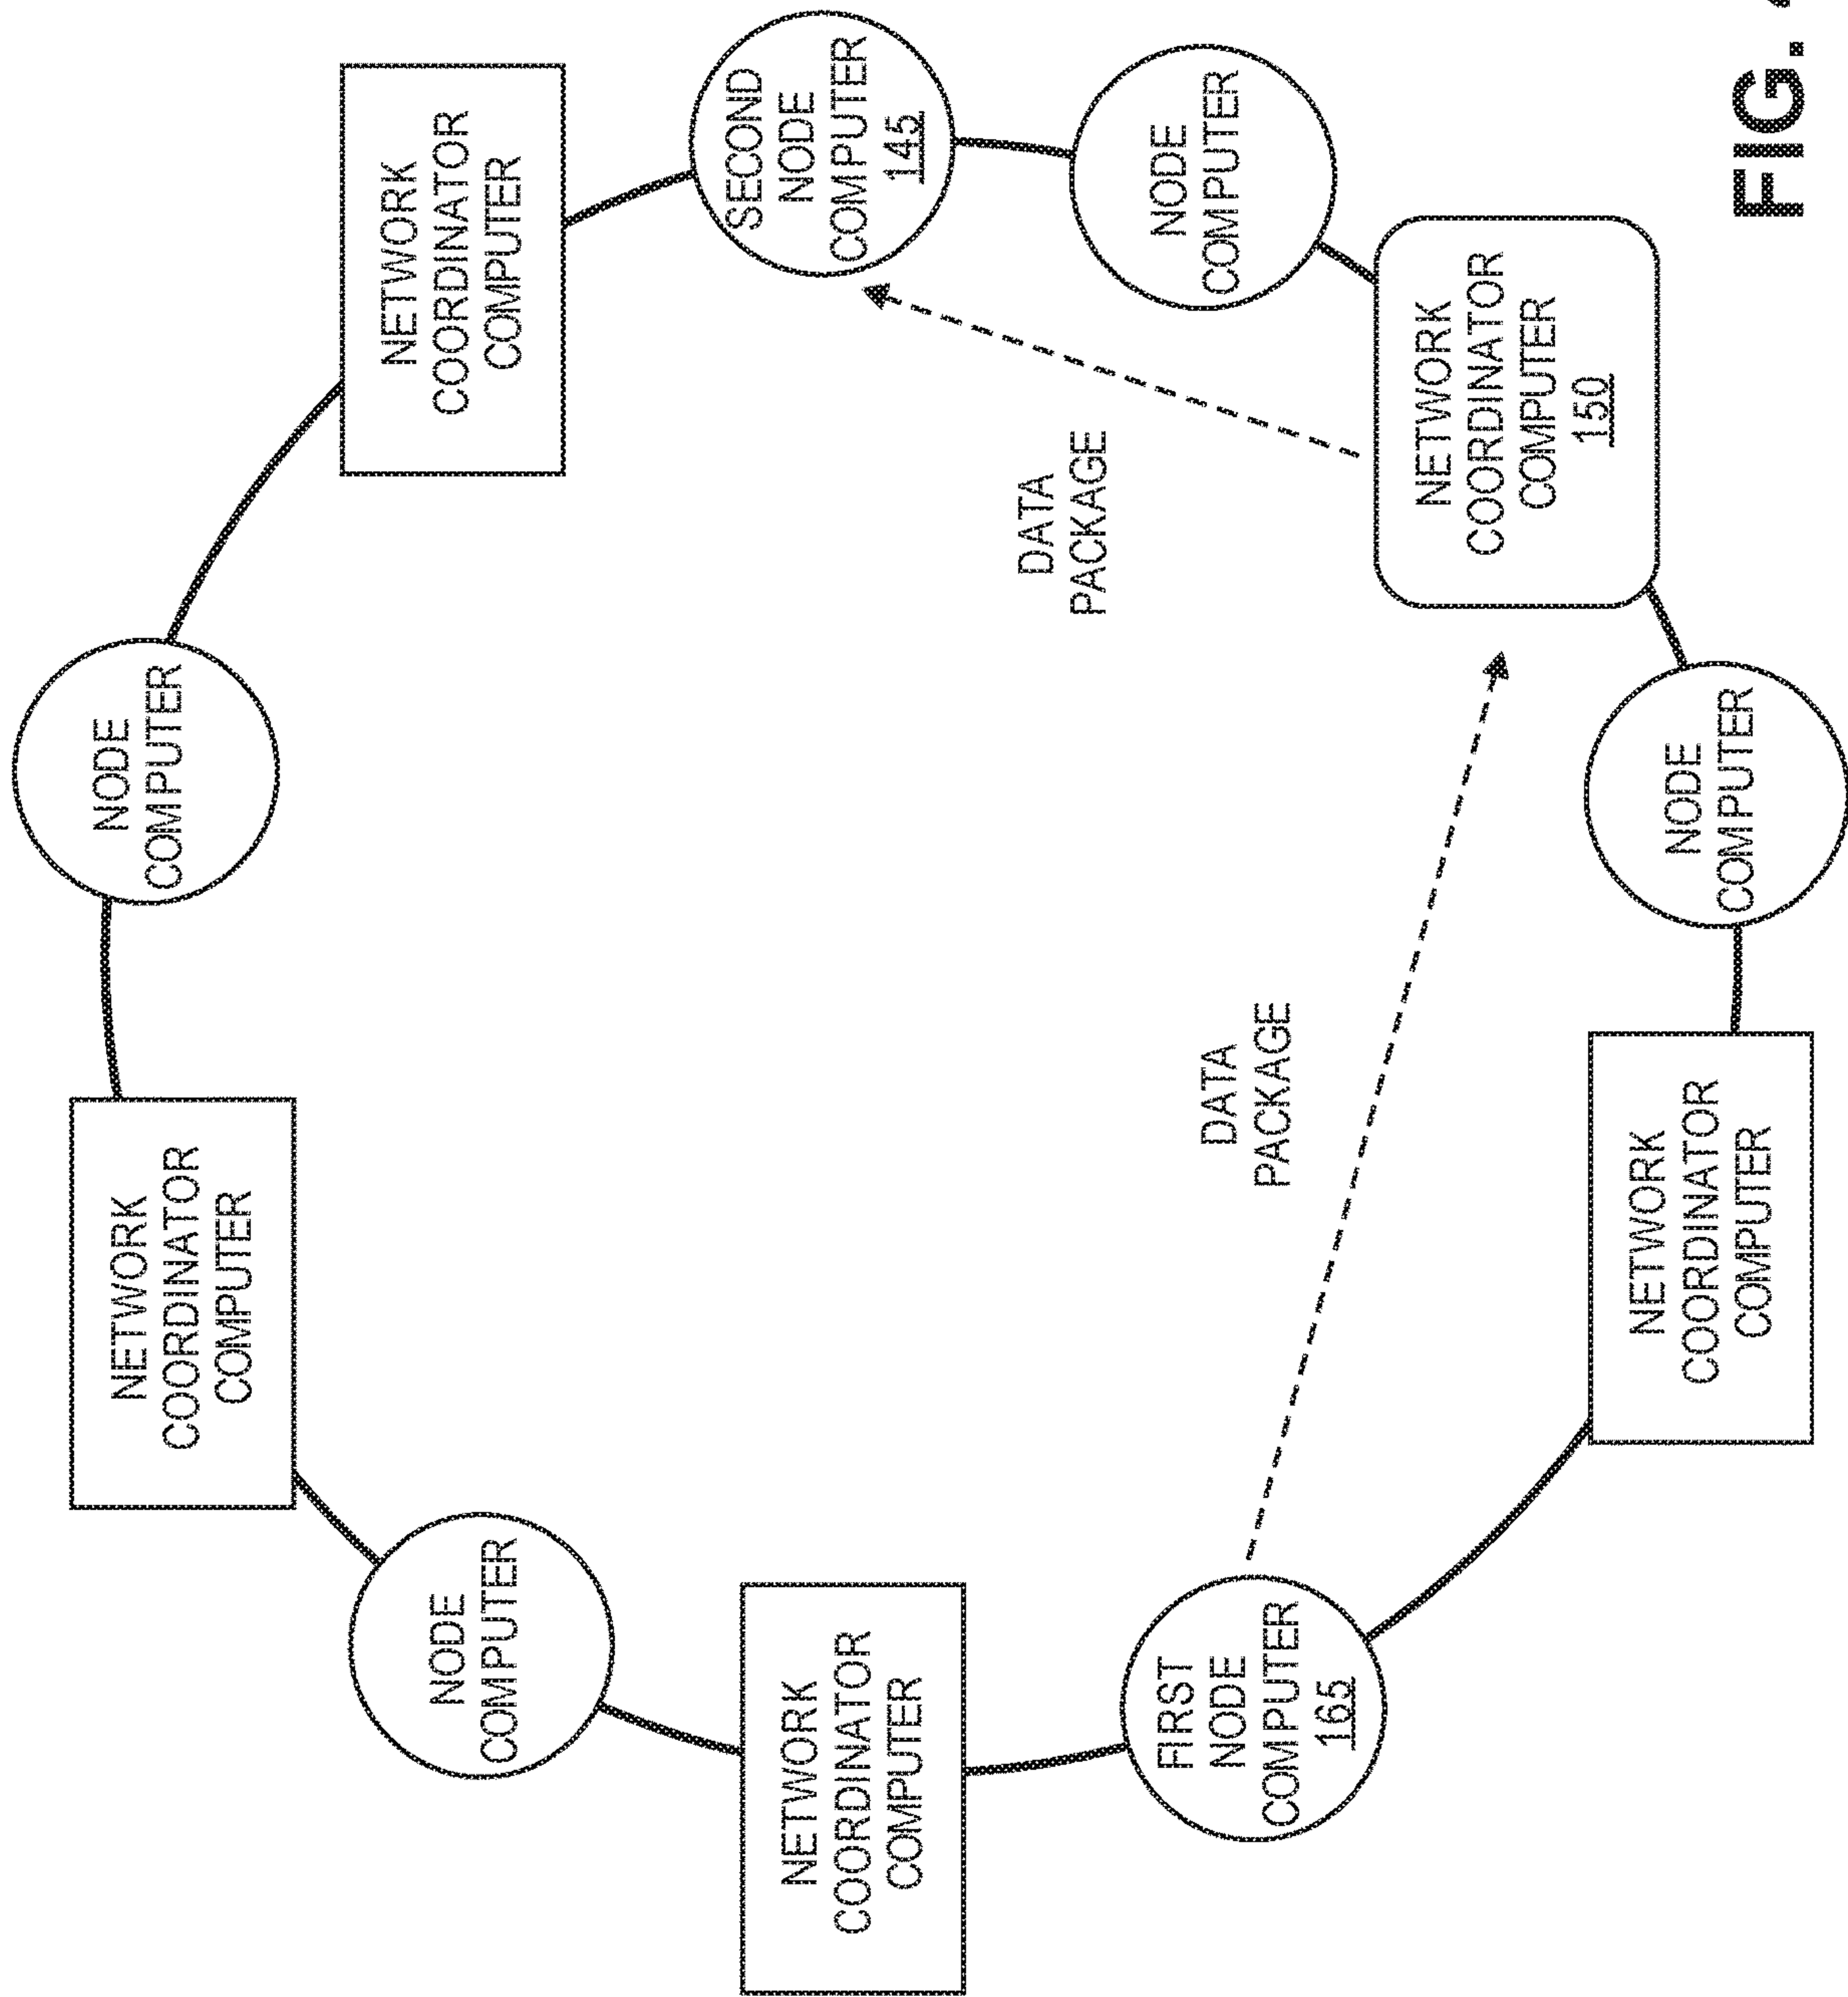 NODE
COMPUTER
NETWORK
COORDINATOR
COMPUTER
NETWORK
COORDINATOR
COMPUTER
NODE
COMPUTER
SECOND
NODE
COMPUTER
145
NETWORK
COORDINATOR
COMPUTER
DATA
PACKAGE
NODE
COMPUTER
FIRST
NODE
COMPUTER
165
DATA
PACKAGE
NETWORK
COORDINATOR
COMPUTER
150
NETWORK
COORDINATOR
COMPUTER
NODE
COMPUTER
FIG.